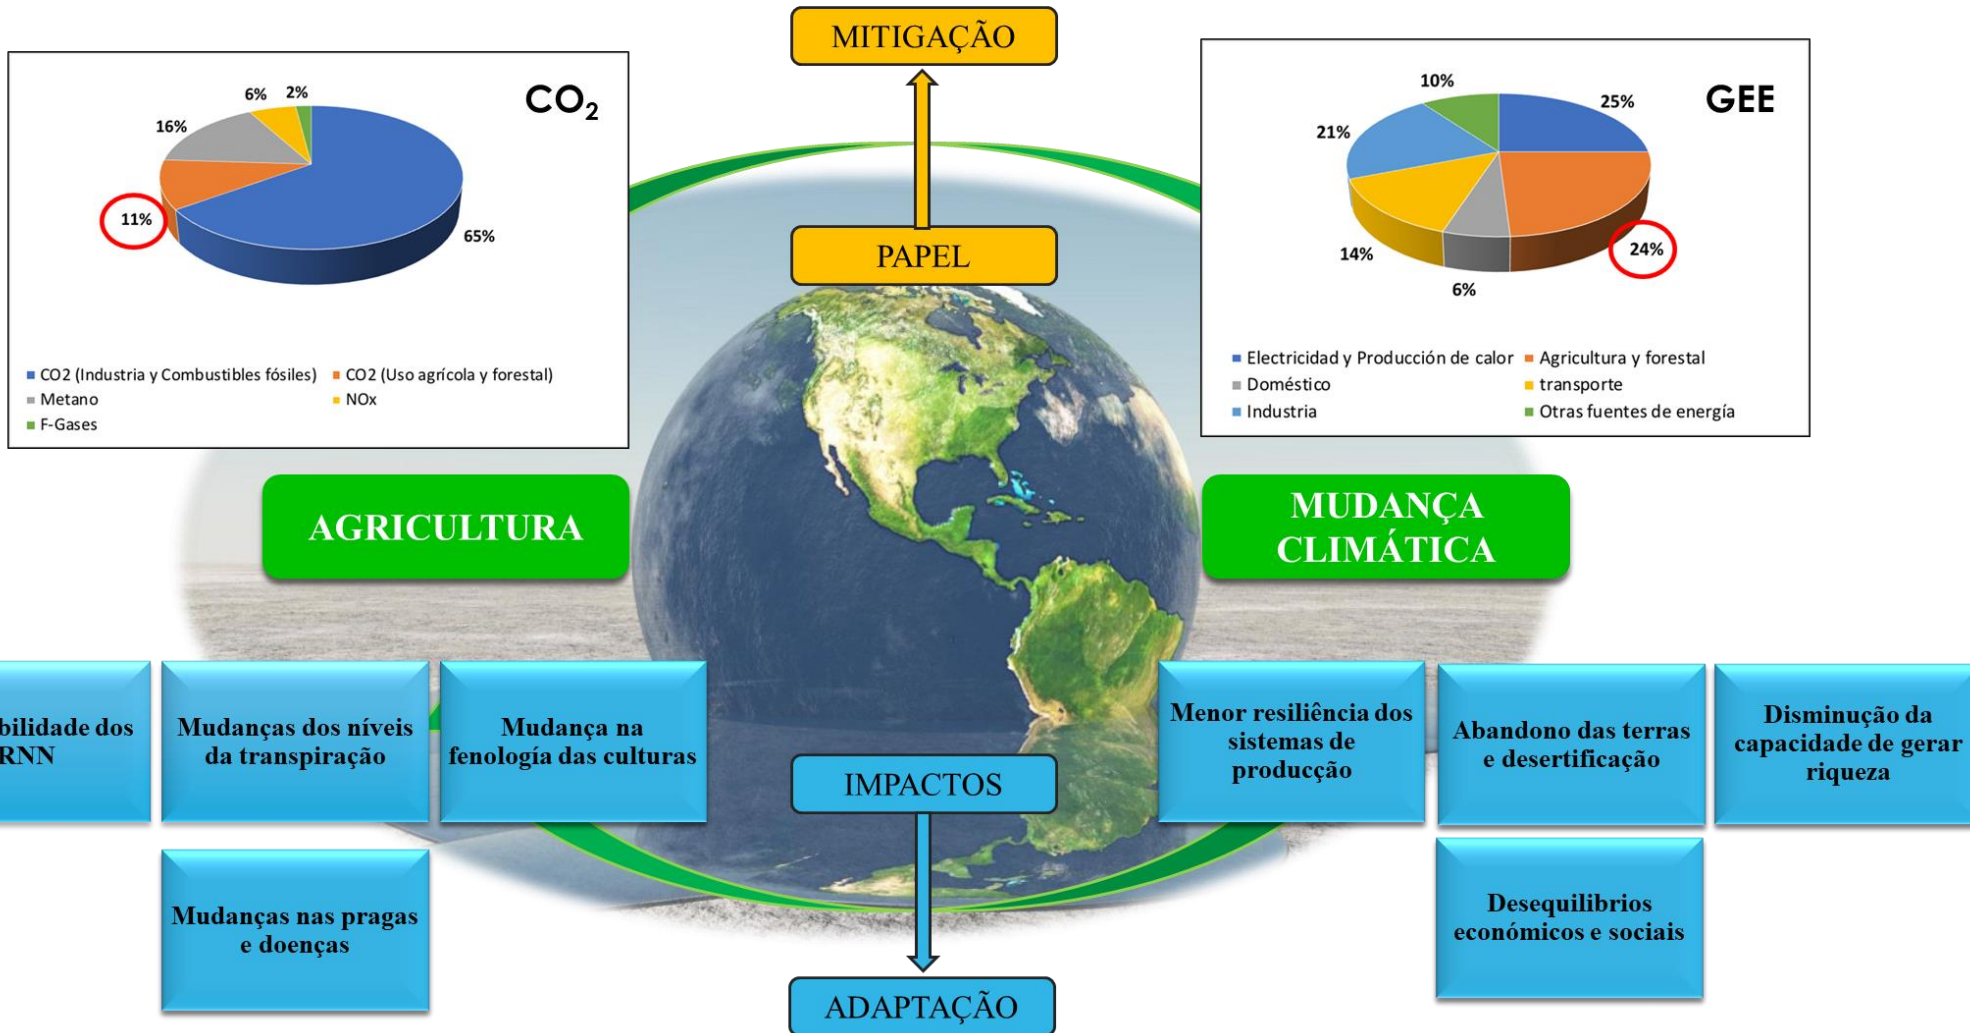 MITIGAÇÃO
CO2
6%
2%
16%
11%
65%
CO2 (Industria y Combustibles fósiles)
CO2 (Uso agrícola y forestal)
Metano
NOx
F-Gases
PAPEL
GEE
10%
25%
21%
14%
24%
6%
Electricidad y Producción de calor
Agricultura y forestal
Doméstico
transporte
Industria
Otras fuentes de energía
AGRICULTURA
MUDANÇA
CLIMÁTICA
dos
RNN
Mudanças dos níveis
da transpiração
Mudança na
fenología das culturas
Menor resiliência dos
sistemas de
producção
Abandono das terras
e desertificação
Disminução da
capacidade de gerar
riqueza
IMPACTOS
Mudanças nas pragas
e doenças
Desequilibrios
económicos e sociais
ADAPTAÇÃO